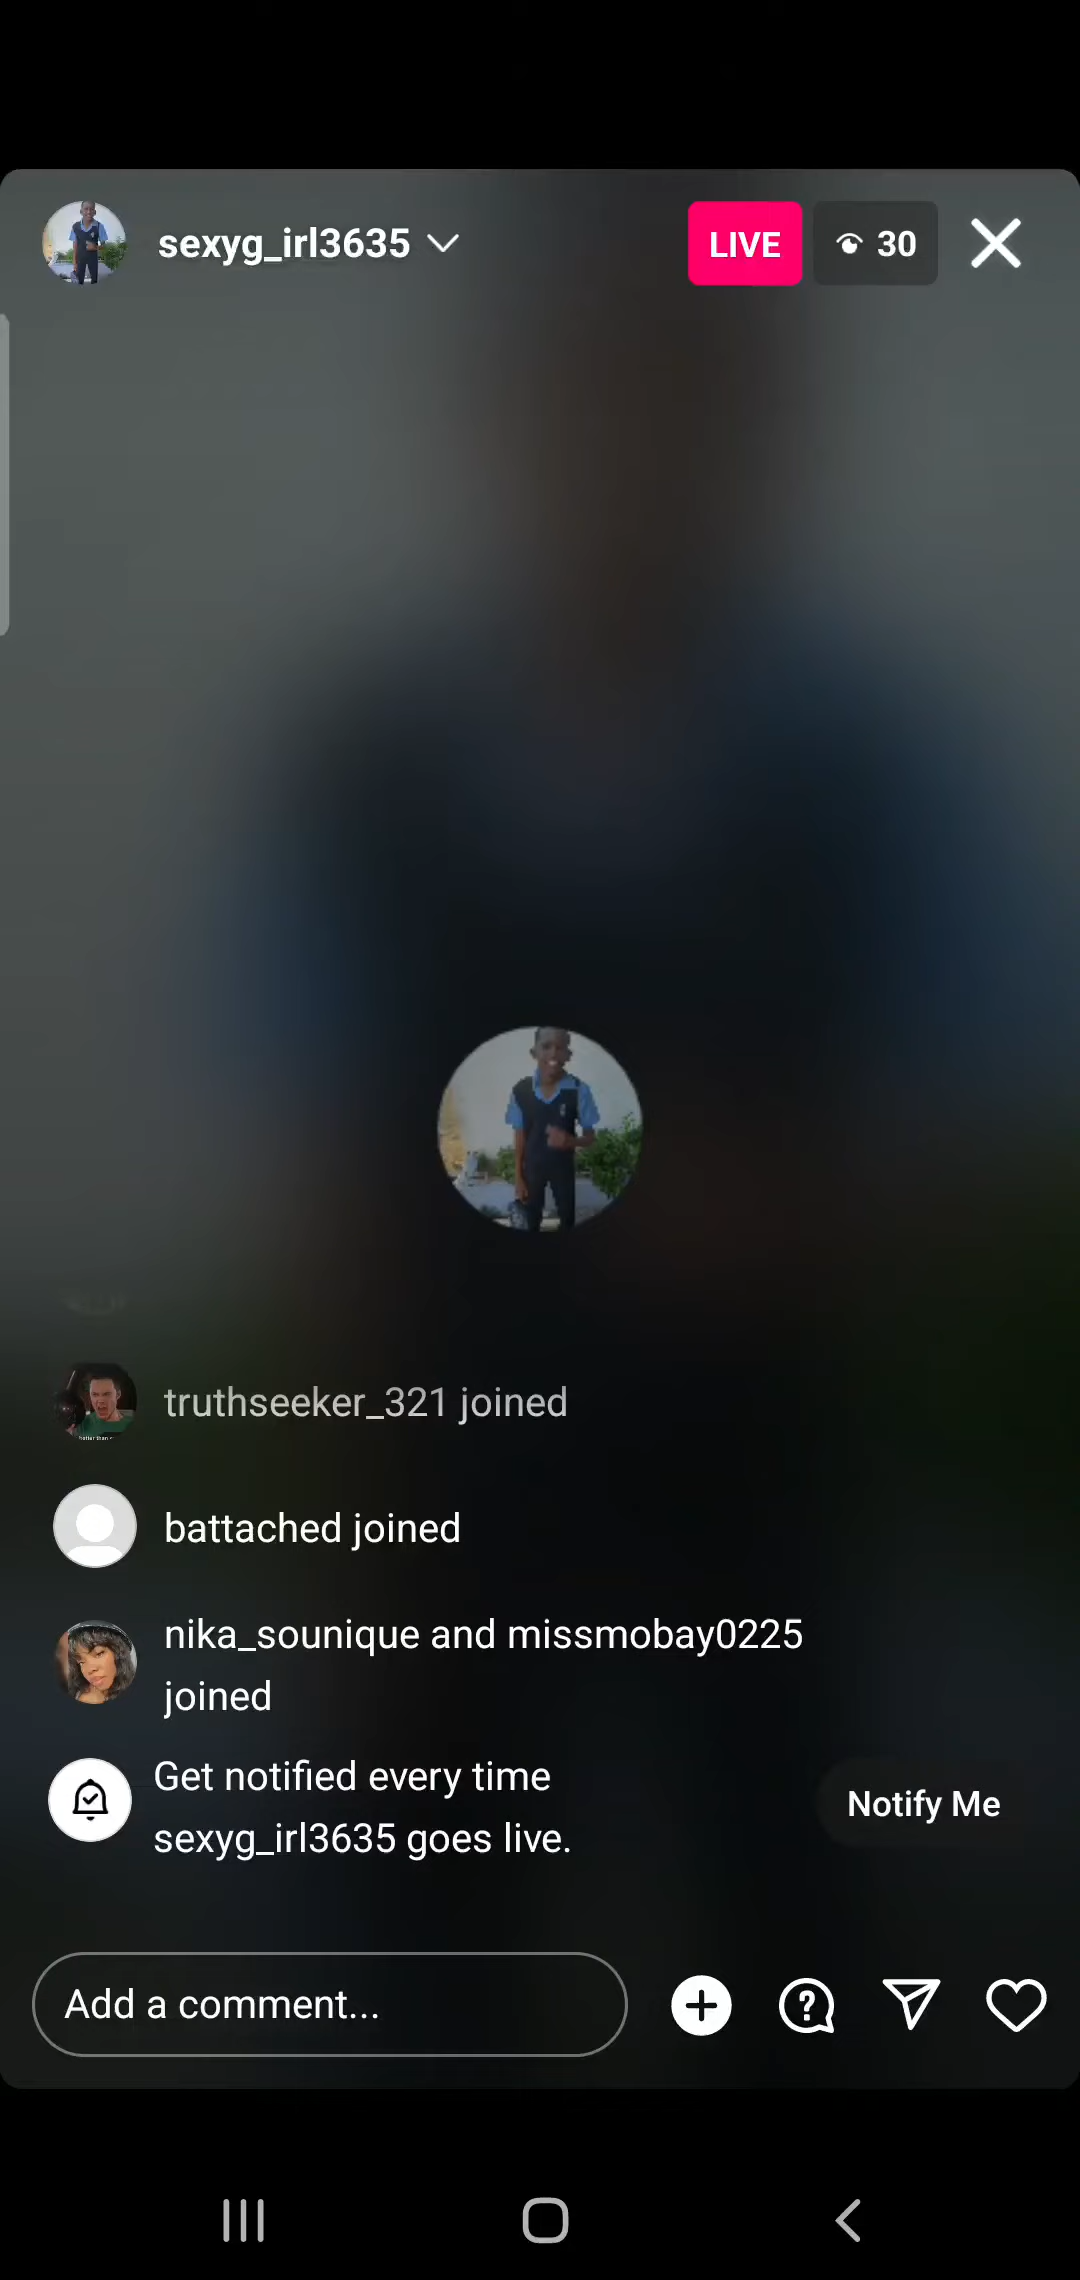 sexyg_irl3635
LIVE
30
truthseeker_321 joined
battached joined
nika_sounique and missmobay0225
joined
Get notified every time
sexyg_irl3635 goes live.
Notify Me
Add a comment...